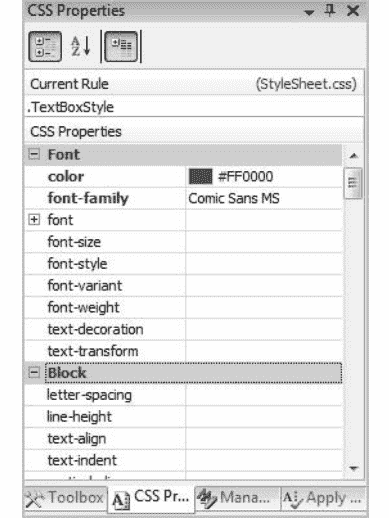 CSS Properties
Current Rule (StyleSheet.css)
.TextBoxStyle
CSS Properties
Font
color #FF0000
font-family Comic Sans MS
font
font-size
font-style
font-variant
font-weight
text-decoration
text-transform
Block
letter-spacing
line-height
text-align
text-indent
Toolbox CSS Pr... Mana... Apply ...